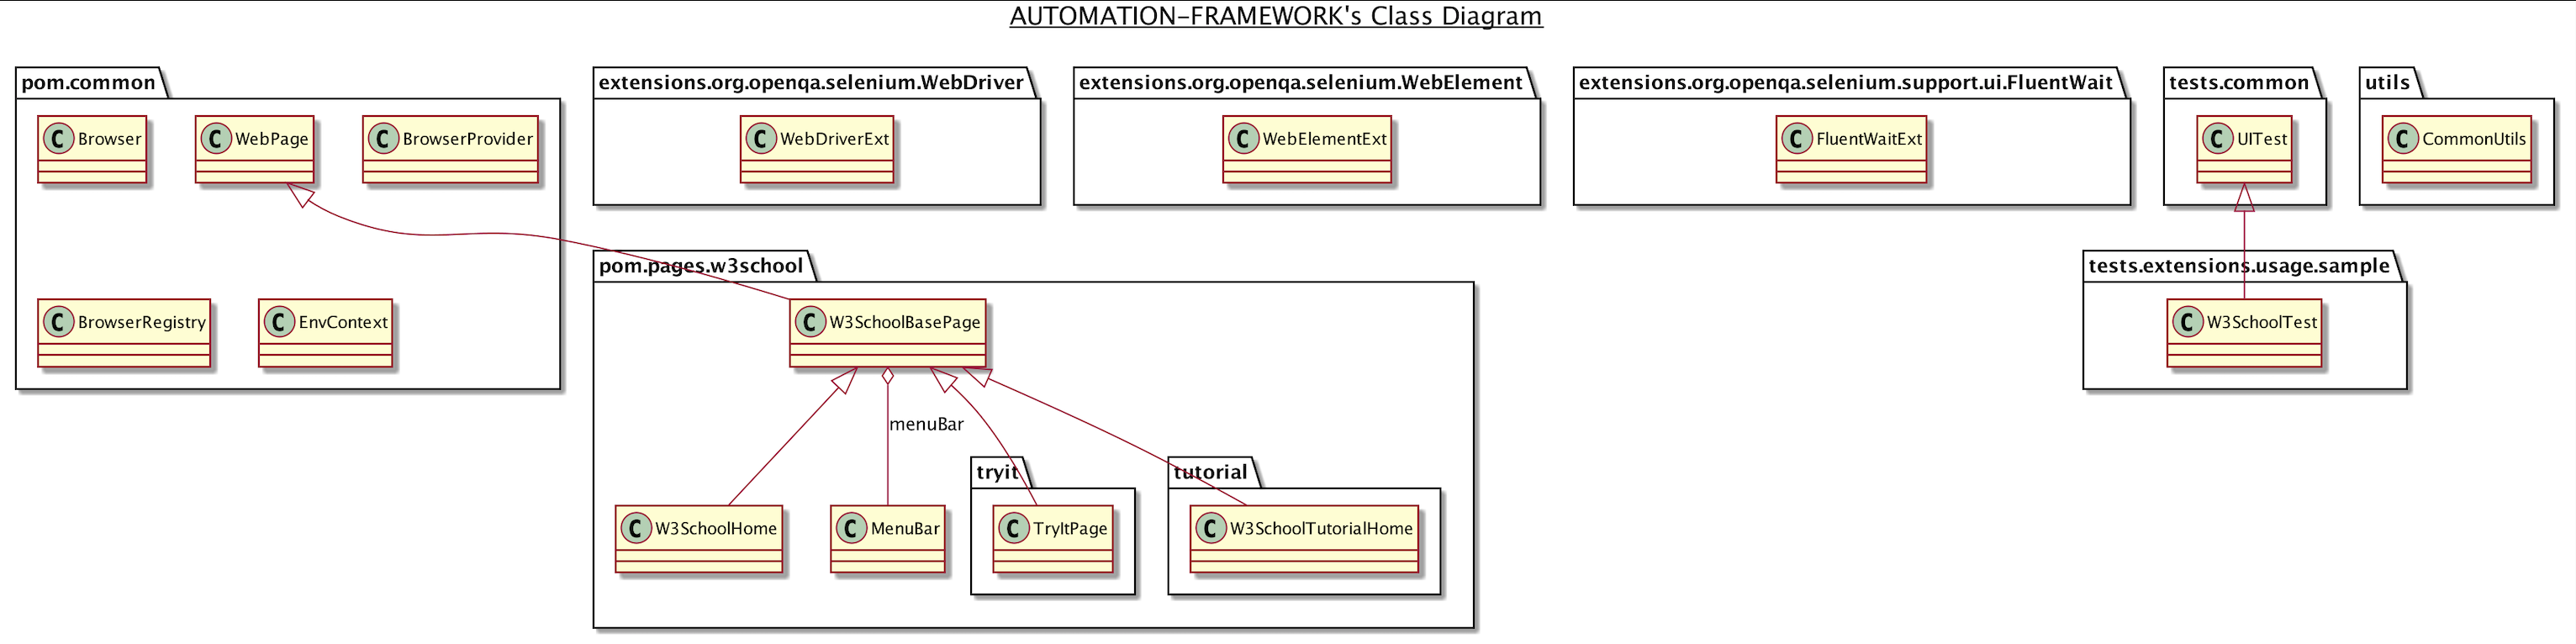 AUTOMATION-FRAMEWORK's Class Diagram
pom.common
extensions.org.openqa.selenium.WebDriver
extensions.org.openqa.selenium.WebElement
extensions.org.openqa.selenium.support.ui.FluentWait
tests.common
utils
C Browser
C WebPage
C BrowserProvider
C WebDriverExt
C WebElementExt
C FluentWaitExt
C UITest
C CommonUtils
pom.pages.w3school
tests.extensions.usage.sample
C BrowserRegistry
C EnvContext
C W3SchoolBasePage
C W3SchoolTest
menuBar
tryit
tutorial
C W3SchoolHome
C MenuBar
C TryItPage
C W3SchoolTutorialHome